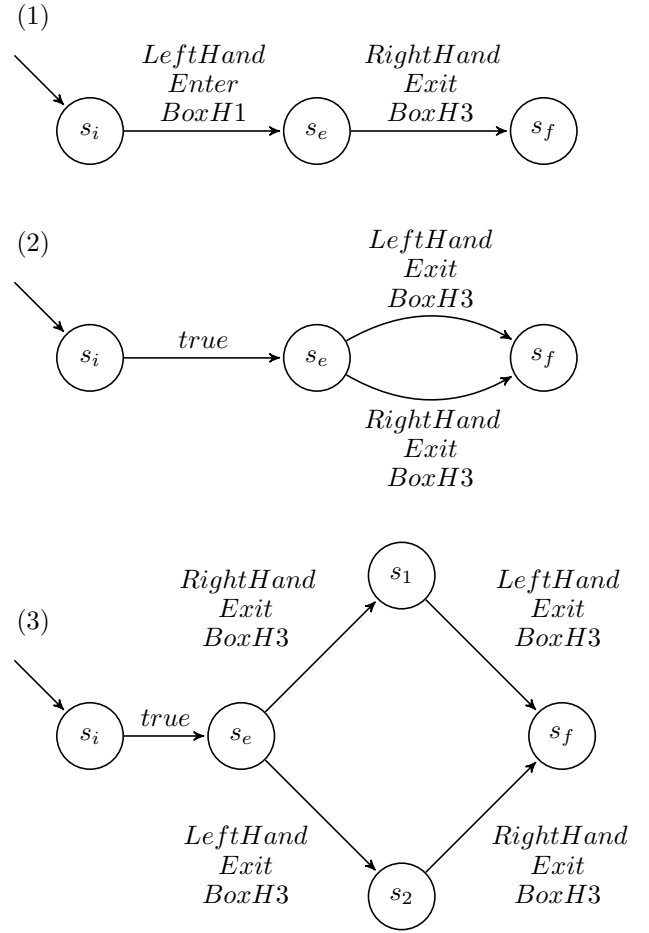 (1)
LeftHand
Enter
BoxH1
RightHand
Exit
BoxH3
s_i
s_e
s_f
(2)
LeftHand
Exit
BoxH3
true
s_i
s_e
s_f
RightHand
Exit
BoxH3
(3)
s_1
RightHand
Exit
BoxH3
LeftHand
Exit
BoxH3
true
s_i
s_e
s_f
LeftHand
Exit
BoxH3
RightHand
Exit
BoxH3
s_2